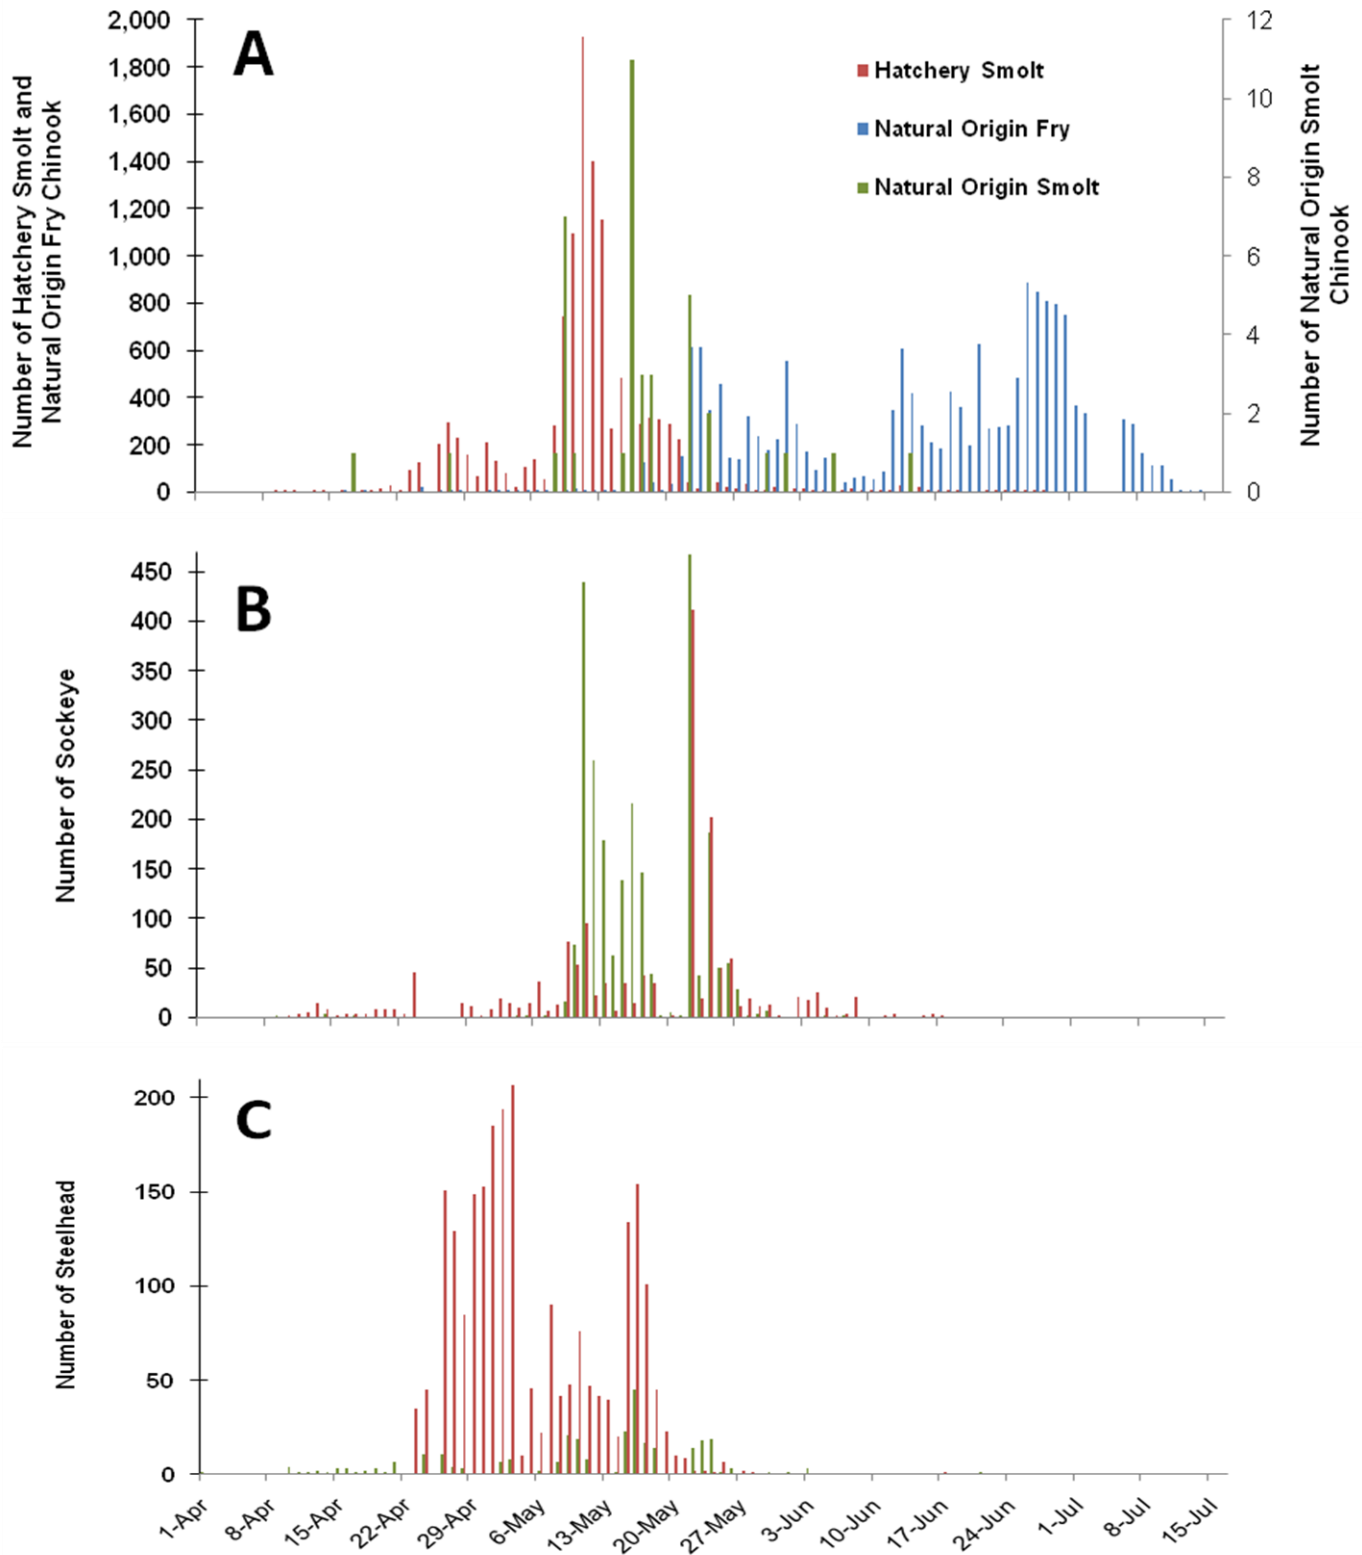 A
Number of Hatchery Smolt and
Natural Origin Fry Chinook
2,000
1,800
1,600
1,400
1,200
1,000
800
600
400
200
0
Hatchery Smolt
Natural Origin Fry
Natural Origin Smolt
12
10
8
6
4
2
0
Number of Natural Origin Smolt
Chinook
B
Number of Sockeye
450
400
350
300
250
200
150
100
50
0
C
Number of Steelhead
200
150
100
50
0
1-Apr
8-Apr
15-Apr
22-Apr
29-Apr
6-May
13-May
20-May
27-May
3-Jun
10-Jun
17-Jun
24-Jun
1-Jul
8-Jul
15-Jul